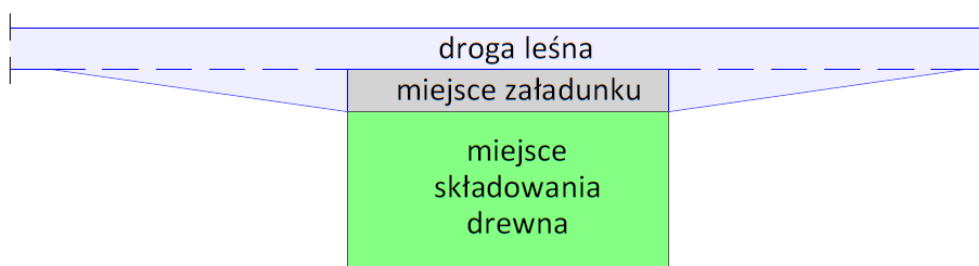 droga leśna
miejsce załadunku
miejsce
składowania
drewna